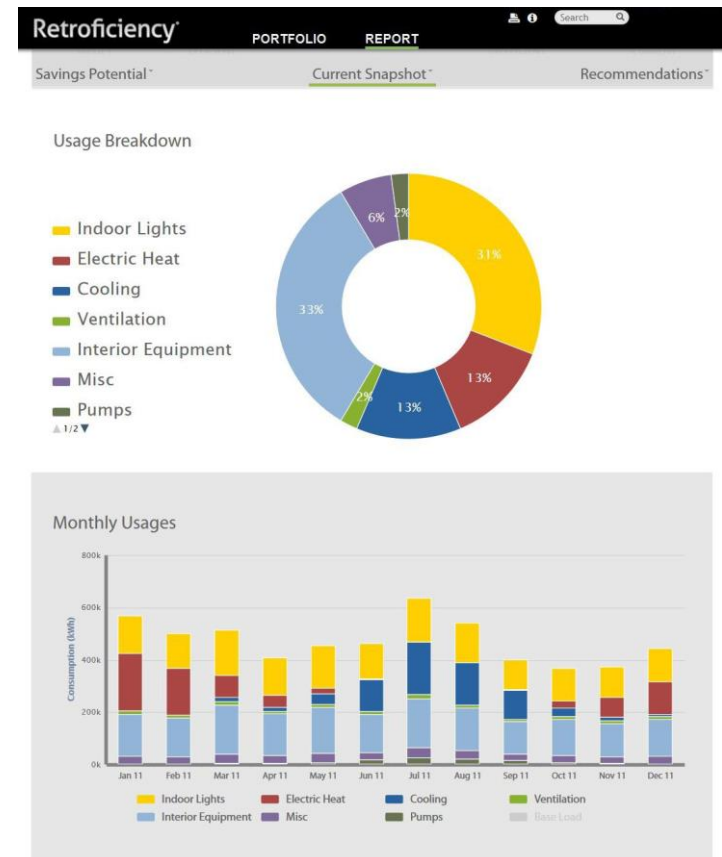 Retroficiency
PORTFOLIO REPORT
Search
Savings Potential Current Snapshot Recommendations
Usage Breakdown
Indoor Lights
Electric Heat
Cooling
Ventilation
Interior Equipment
Misc
Pumps
1/2
31%
13%
13%
2%
33%
6%
2%
Monthly Usages
Consumption (kWh)
800k
600k
400k
200k
0k
Jan 11 Feb 11 Mar 11 Apr 11 May 11 Jun 11 Jul 11 Aug 11 Sep 11 Oct 11 Nov 11 Dec 11
Indoor Lights Electric Heat Cooling Ventilation
Interior Equipment Misc Pumps Base Load